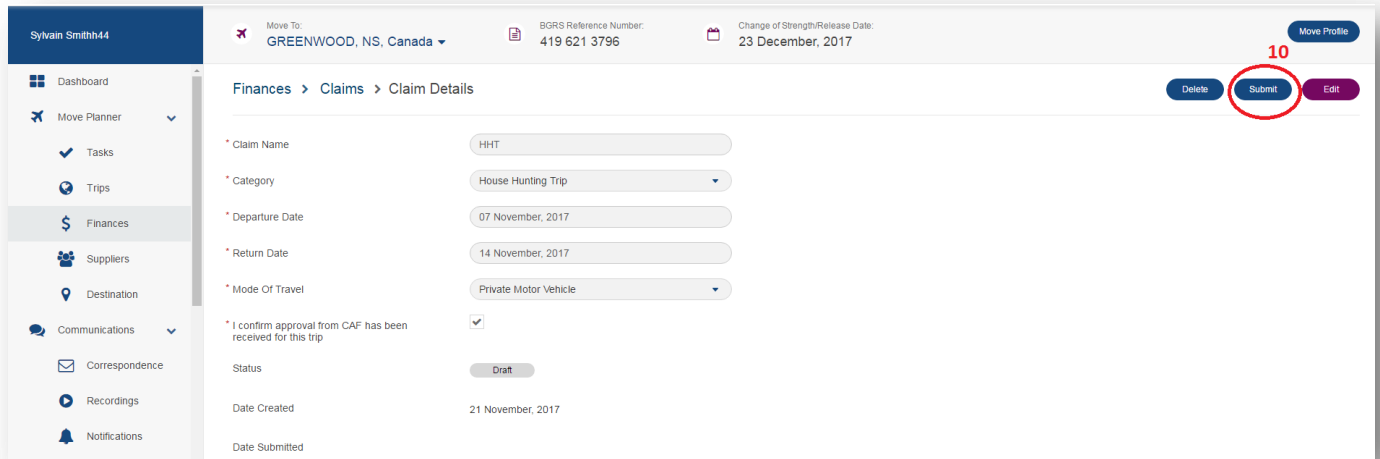 Sylvain Smithh44
Move To:
GREENWOOD, NS, Canada
BGRS Reference Number:
419 621 3796
Change of Strength/Release Date:
23 December, 2017
Move Profile
10
Dashboard
Move Planner
Tasks
Trips
Finances
Suppliers
Destination
Communications
Correspondence
Recordings
Notifications
Finances > Claims > Claim Details
Delete
Submit
Edit
* Claim Name
HHT
* Category
House Hunting Trip
* Departure Date
07 November, 2017
* Return Date
14 November, 2017
* Mode Of Travel
Private Motor Vehicle
* I confirm approval from CAF has been
received for this trip
Status
Draft
Date Created
21 November, 2017
Date Submitted